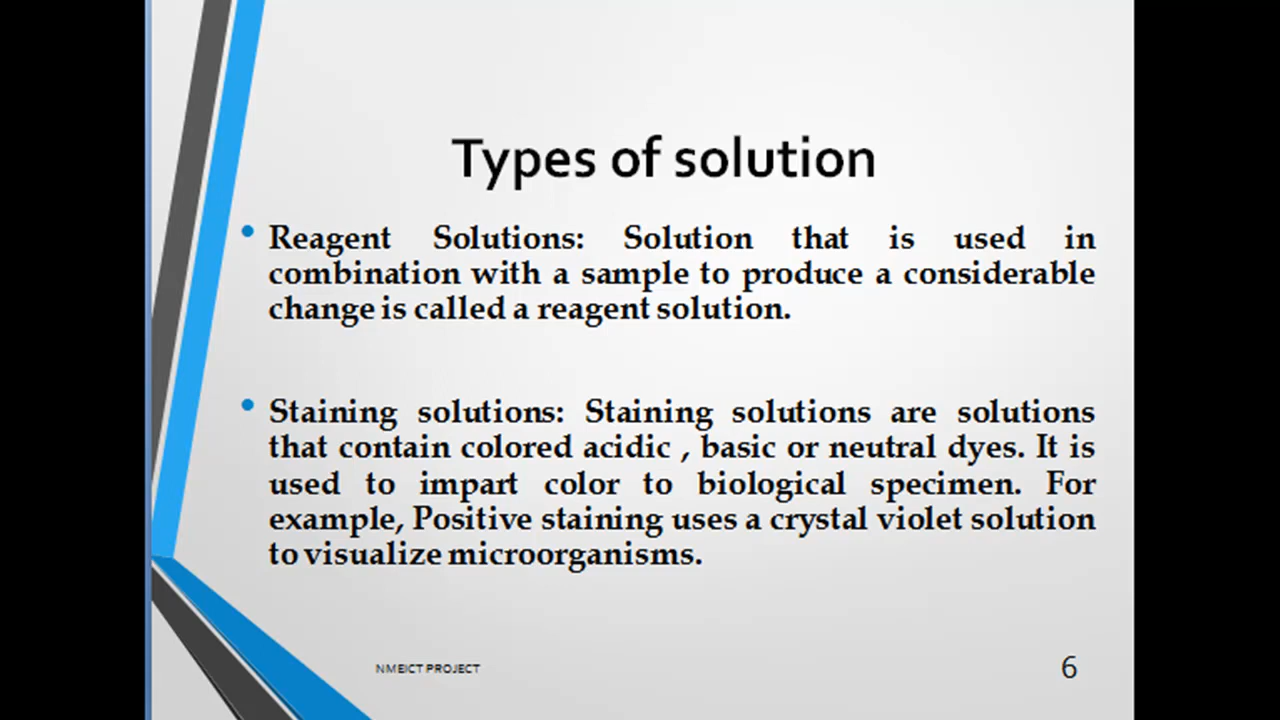 Types of solution
• Reagent Solutions: Solution that is used in
combination with a sample to produce a considerable
change is called a reagent solution.
• Staining solutions: Staining solutions are solutions
that contain colored acidic , basic or neutral dyes. It is
used to impart color to biological specimen. For
example, Positive staining uses a crystal violet solution
to visualize microorganisms.
NMEICT PROJECT
6